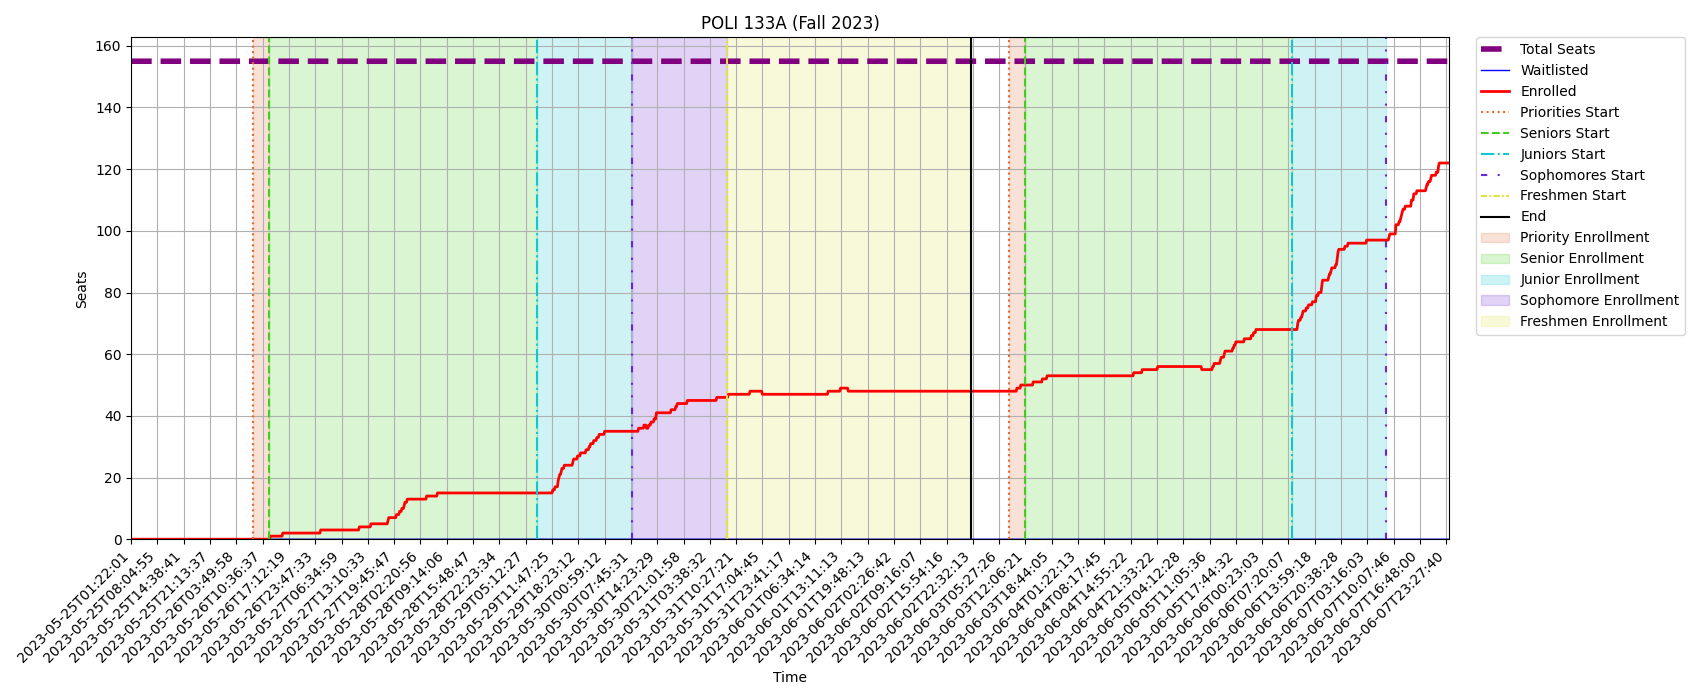 POLI 133A (Fall 2023)
160
140
120
100
80
60
40
20
0
Seats
2023-05-25T01:22:01
2023-05-25T08:04:55
2023-05-25T14:38:41
2023-05-25T21:13:37
2023-05-26T03:49:58
2023-05-26T10:36:37
2023-05-26T17:12:19
2023-05-26T23:47:33
2023-05-27T06:34:59
2023-05-27T13:10:33
2023-05-27T19:45:47
2023-05-28T02:20:56
2023-05-28T09:14:06
2023-05-28T15:48:47
2023-05-28T22:23:34
2023-05-29T05:12:27
2023-05-29T11:47:25
2023-05-29T18:23:12
2023-05-30T00:59:12
2023-05-30T07:45:31
2023-05-30T14:23:29
2023-05-30T21:01:58
2023-05-31T03:38:32
2023-05-31T10:27:21
2023-05-31T17:04:45
2023-05-31T23:41:17
2023-06-01T06:34:14
2023-06-01T13:11:13
2023-06-01T19:48:13
2023-06-02T02:26:42
2023-06-02T09:16:07
2023-06-02T15:54:16
2023-06-02T22:32:13
2023-06-03T05:27:26
2023-06-03T12:06:21
2023-06-03T18:44:05
2023-06-04T01:22:13
2023-06-04T08:17:45
2023-06-04T14:55:22
2023-06-04T21:33:22
2023-06-05T04:12:28
2023-06-05T11:05:36
2023-06-05T17:44:32
2023-06-06T00:23:03
2023-06-06T07:20:07
2023-06-06T13:59:18
2023-06-06T20:38:28
2023-06-07T03:16:03
2023-06-07T10:07:46
2023-06-07T16:48:00
2023-06-07T23:27:40
Time
Total Seats
Waitlisted
Enrolled
Priorities Start
Seniors Start
Juniors Start
Sophomores Start
Freshmen Start
End
Priority Enrollment
Senior Enrollment
Junior Enrollment
Sophomore Enrollment
Freshmen Enrollment